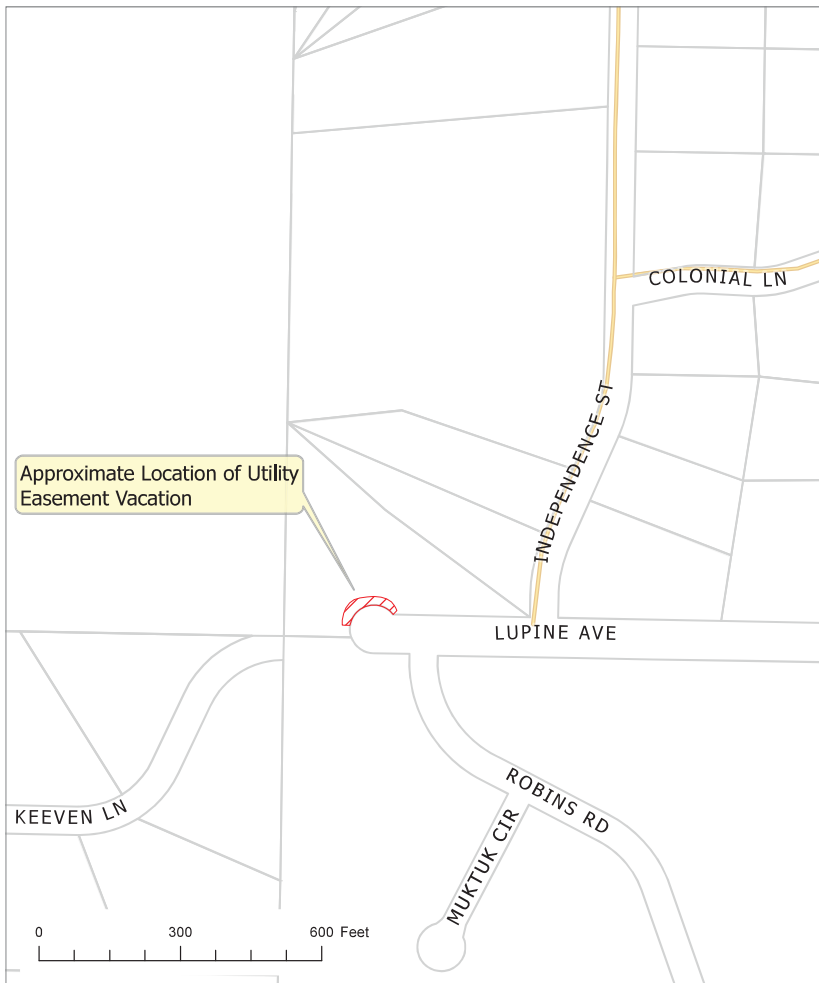 COLONIAL LN
INDEPENDENCE ST
Approximate Location of Utility
Easement Vacation
LUPINE AVE
ROBINS RD
KEEVEN LN
MUKTUK CIR
0 300 600 Feet